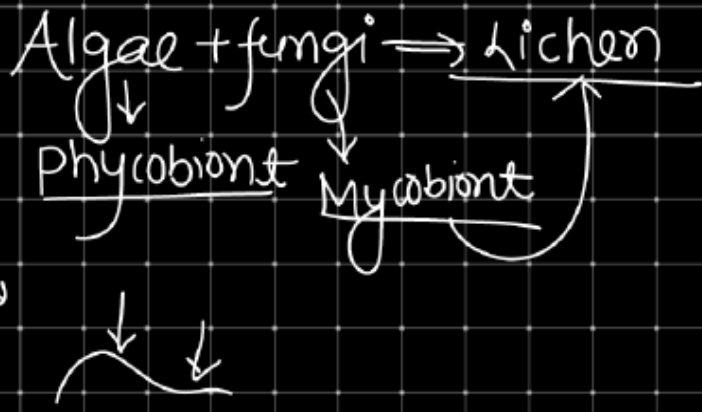 Algae + fungi ⇒ Lichen
↓ ↓
Phycobiont Mycobiont